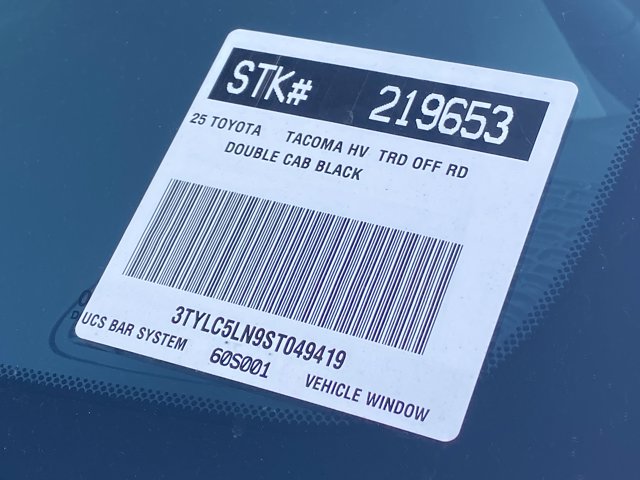 STK# 219653
25 TOYOTA TACOMA HV TRD OFF RD
DOUBLE CAB BLACK
3TYLC5LN9ST049419
UCS BAR SYSTEM 60S001 VEHICLE WINDOW